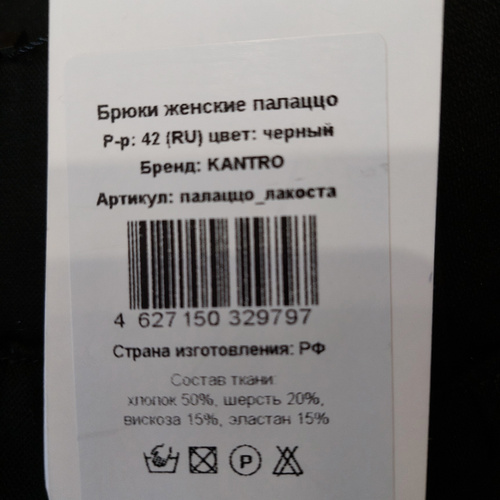 Брюки женские палаццо
Р-р: 42 (RU) цвет: черный
Бренд: KANTRO
Артикул: палаццо_лакоста
4 627150 329797
Страна изготовления: РФ
Состав ткани:
хлопок 50%, шерсть 20%,
вискоза 15%, эластан 15%
P